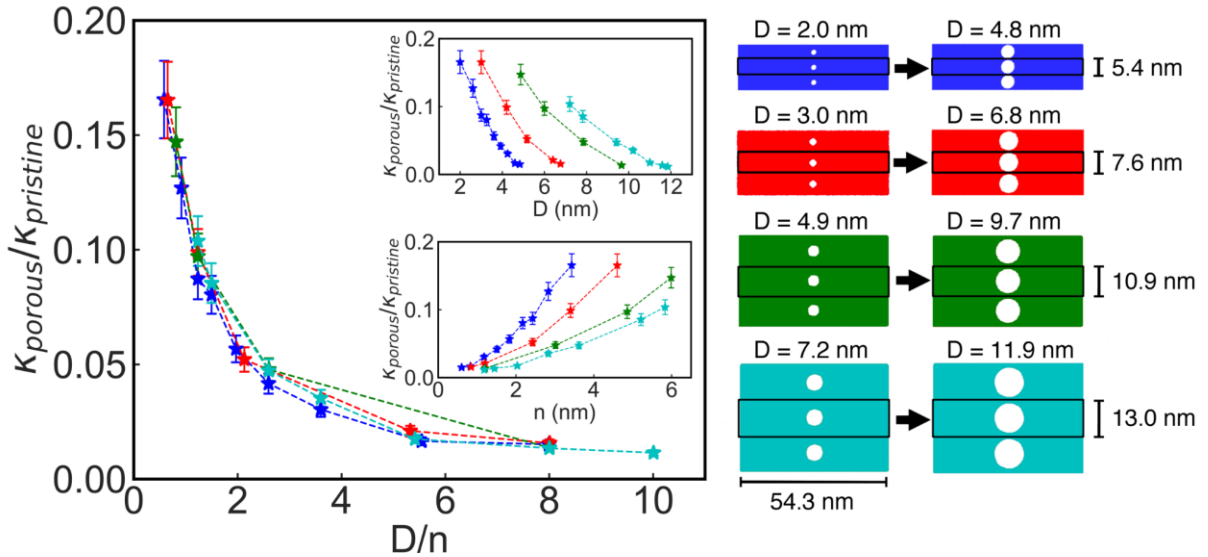 0.20
0.15
0.10
0.05
0.00
κporous/κpristine
0 2 4 6 8 10
D/n
0.2
0.1
0.0
κporous/κpristine
2 4 6 8 10 12
D (nm)
0.2
0.1
0.0
κporous/κpristine
0 2 4 6
n (nm)
D = 2.0 nm D = 4.8 nm
5.4 nm
D = 3.0 nm D = 6.8 nm
7.6 nm
D = 4.9 nm D = 9.7 nm
10.9 nm
D = 7.2 nm D = 11.9 nm
13.0 nm
54.3 nm